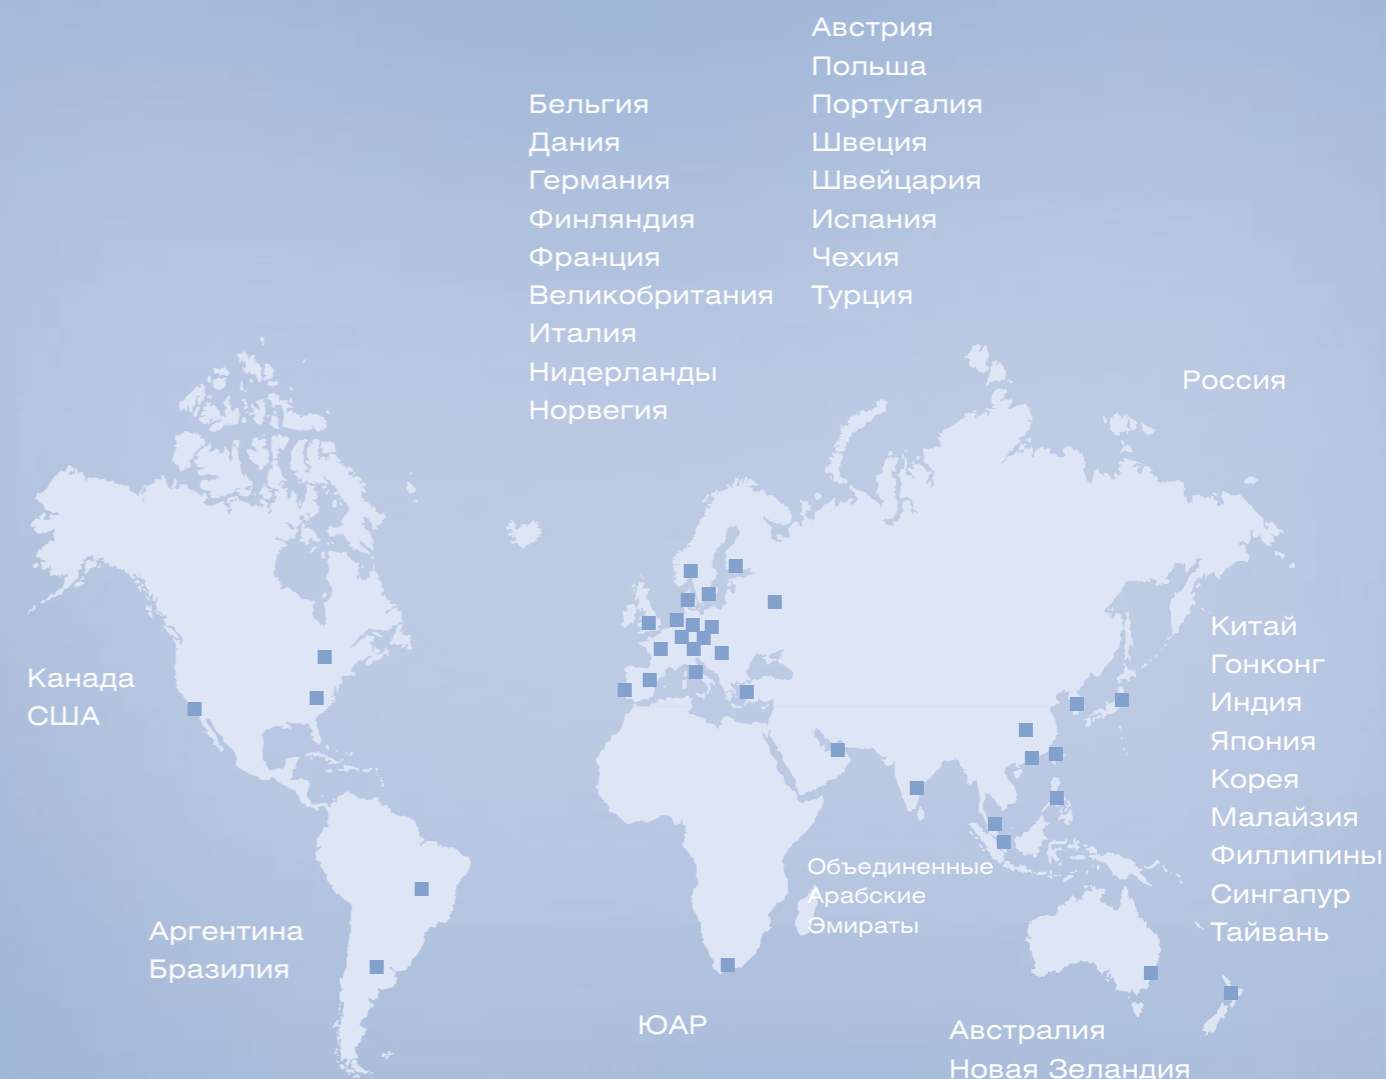 Австрия
Польша
Португалия
Швеция
Швейцария
Испания
Чехия
Турция
Бельгия
Дания
Германия
Финляндия
Франция
Великобритания
Италия
Нидерланды
Норвегия
Россия
Канада
США
Китай
Гонконг
Индия
Япония
Корея
Малайзия
Филлипины
Сингапур
Тайвань
Объединенные
Арабские
Эмираты
Аргентина
Бразилия
ЮАР
Австралия
Новая Зеландия